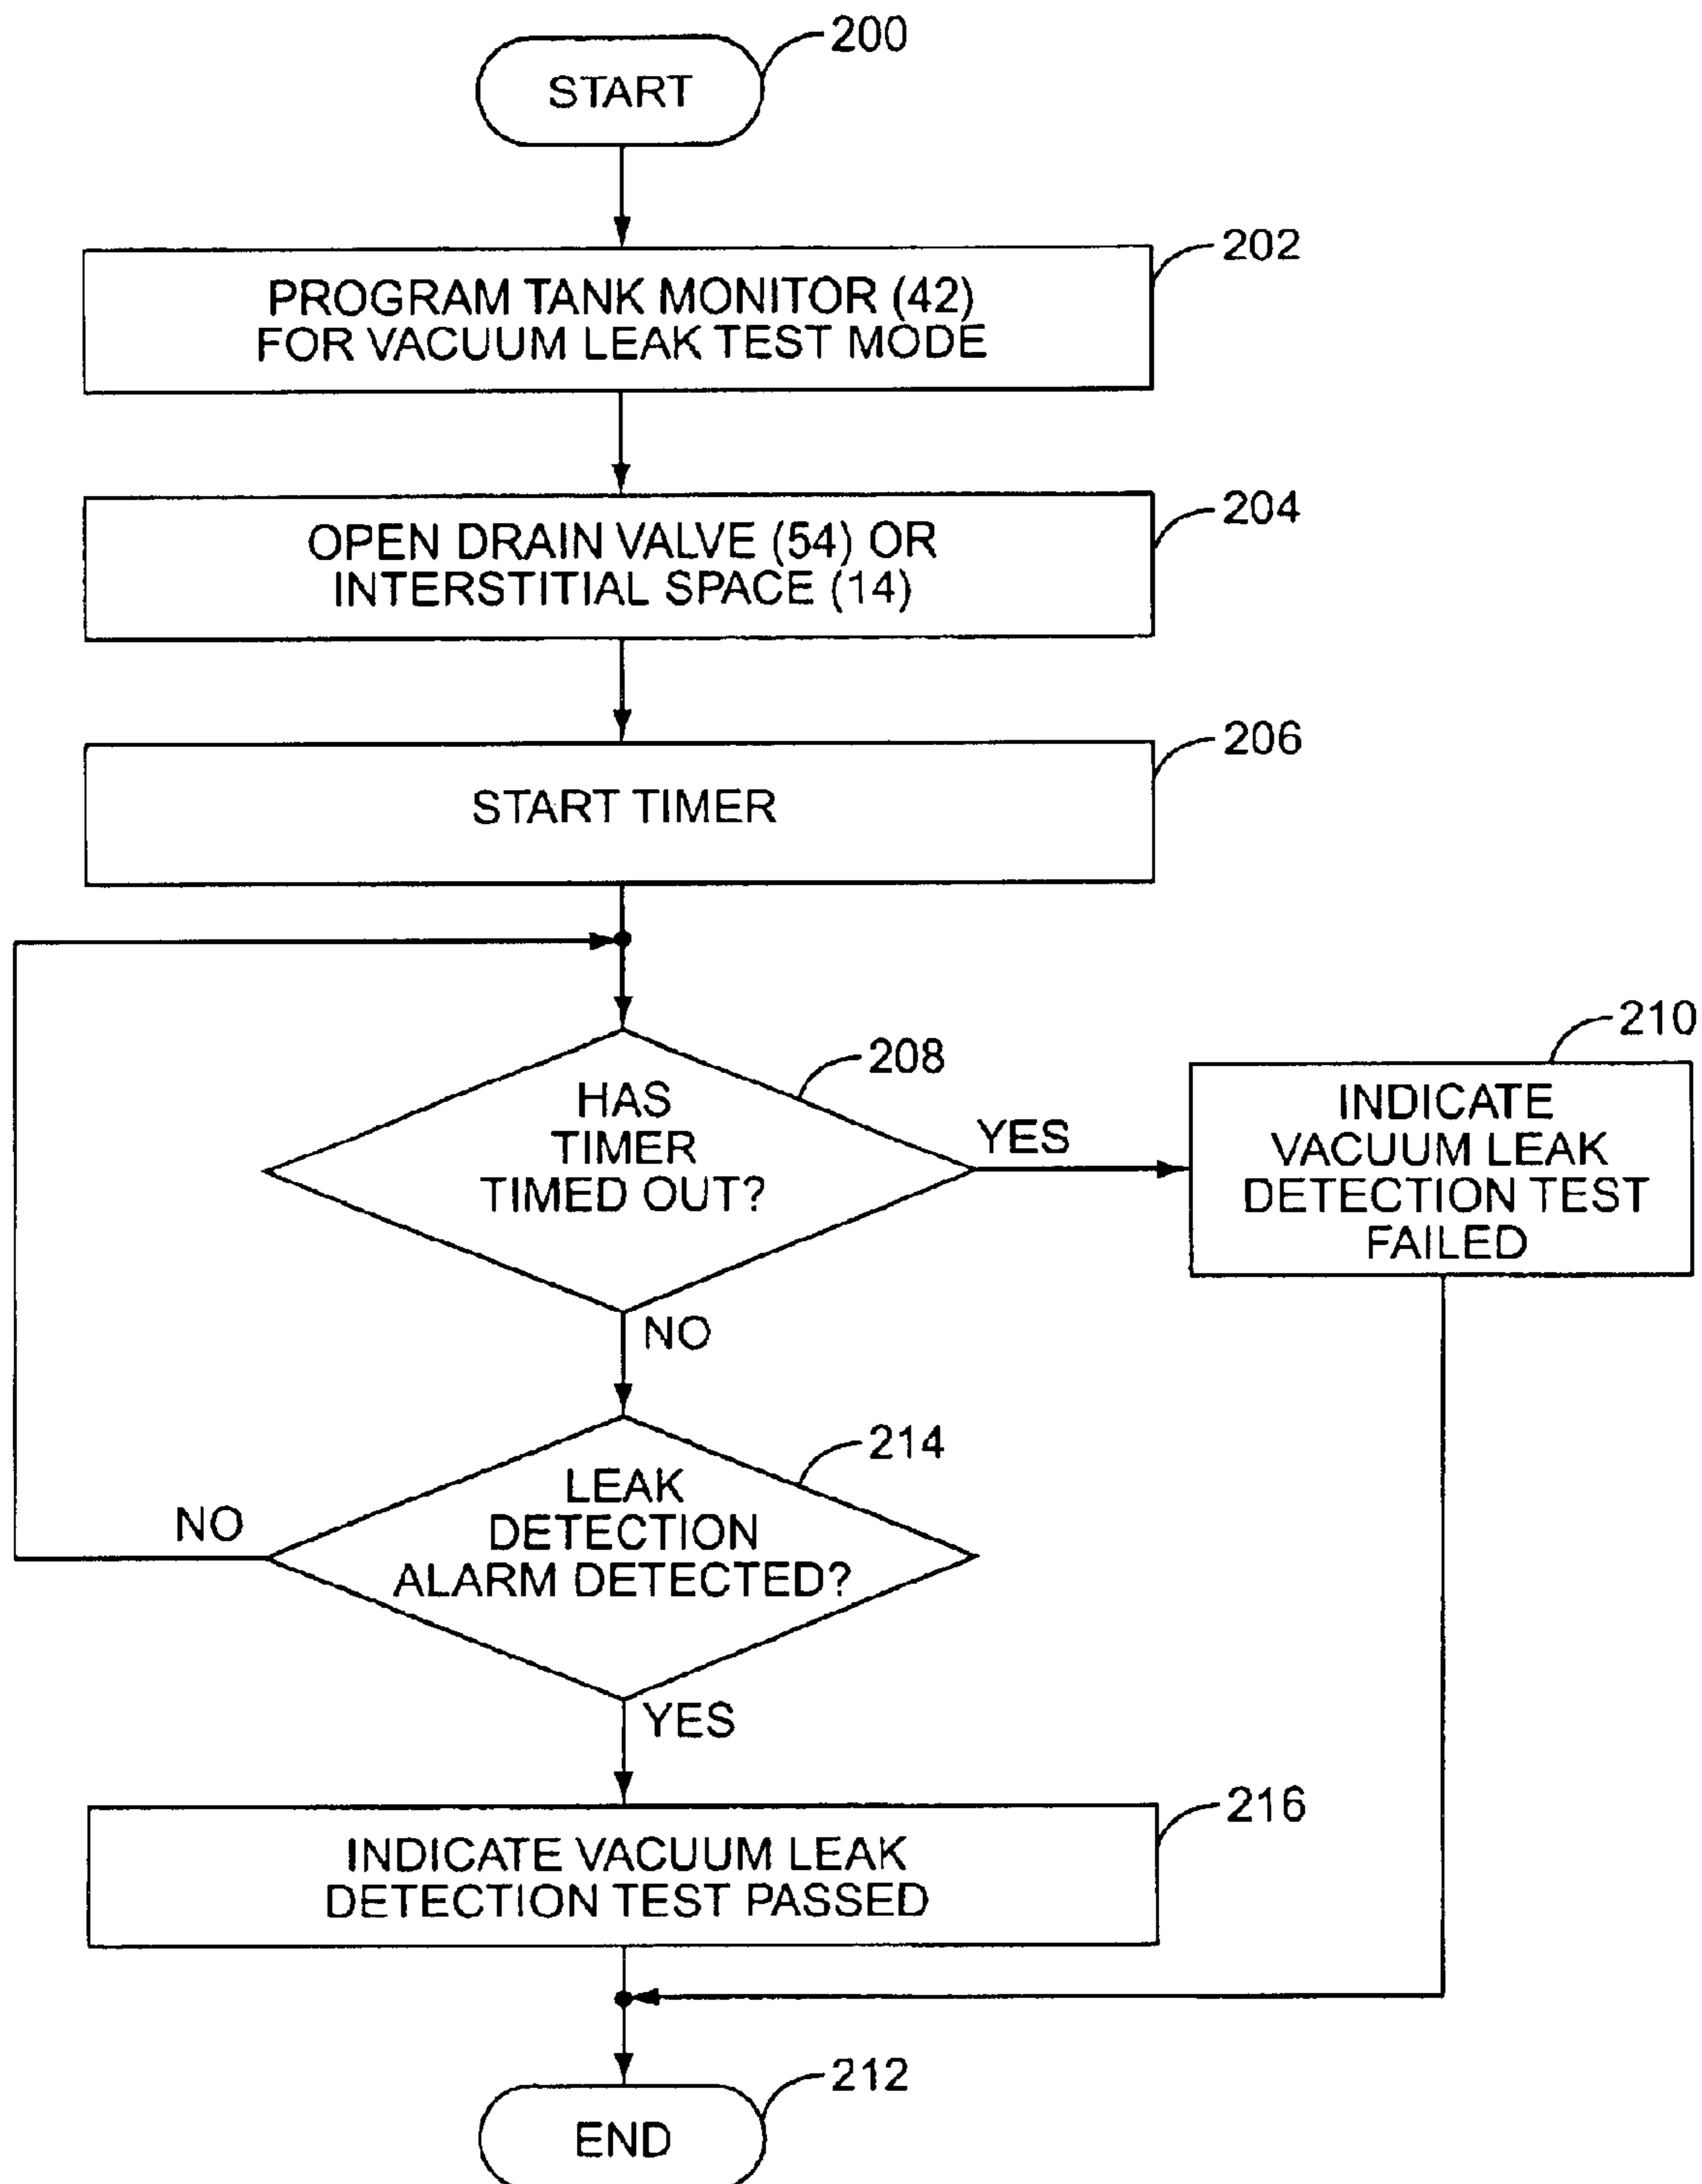 200
START
202
PROGRAM TANK MONITOR (42)
FOR VACUUM LEAK TEST MODE
204
OPEN DRAIN VALVE (54) OR
INTERSTITIAL SPACE (14)
206
START TIMER
208
HAS
TIMER
TIMED OUT?
YES
210
INDICATE
VACUUM LEAK
DETECTION TEST
FAILED
NO
214
LEAK
DETECTION
ALARM DETECTED?
NO
YES
216
INDICATE VACUUM LEAK
DETECTION TEST PASSED
212
END